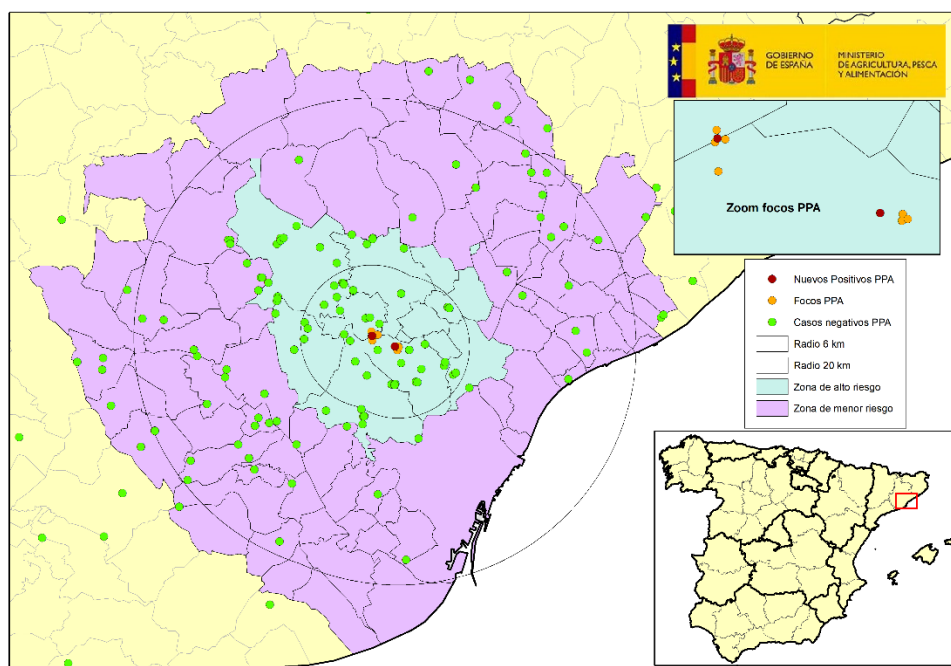 GOBIERNO
DE ESPAÑA
MINISTERIO
DE AGRICULTURA, PESCA
Y ALIMENTACIÓN
Zoom focos PPA
Nuevos Positivos PPA
Focos PPA
Casos negativos PPA
Radio 6 km
Radio 20 km
Zona de alto riesgo
Zona de menor riesgo